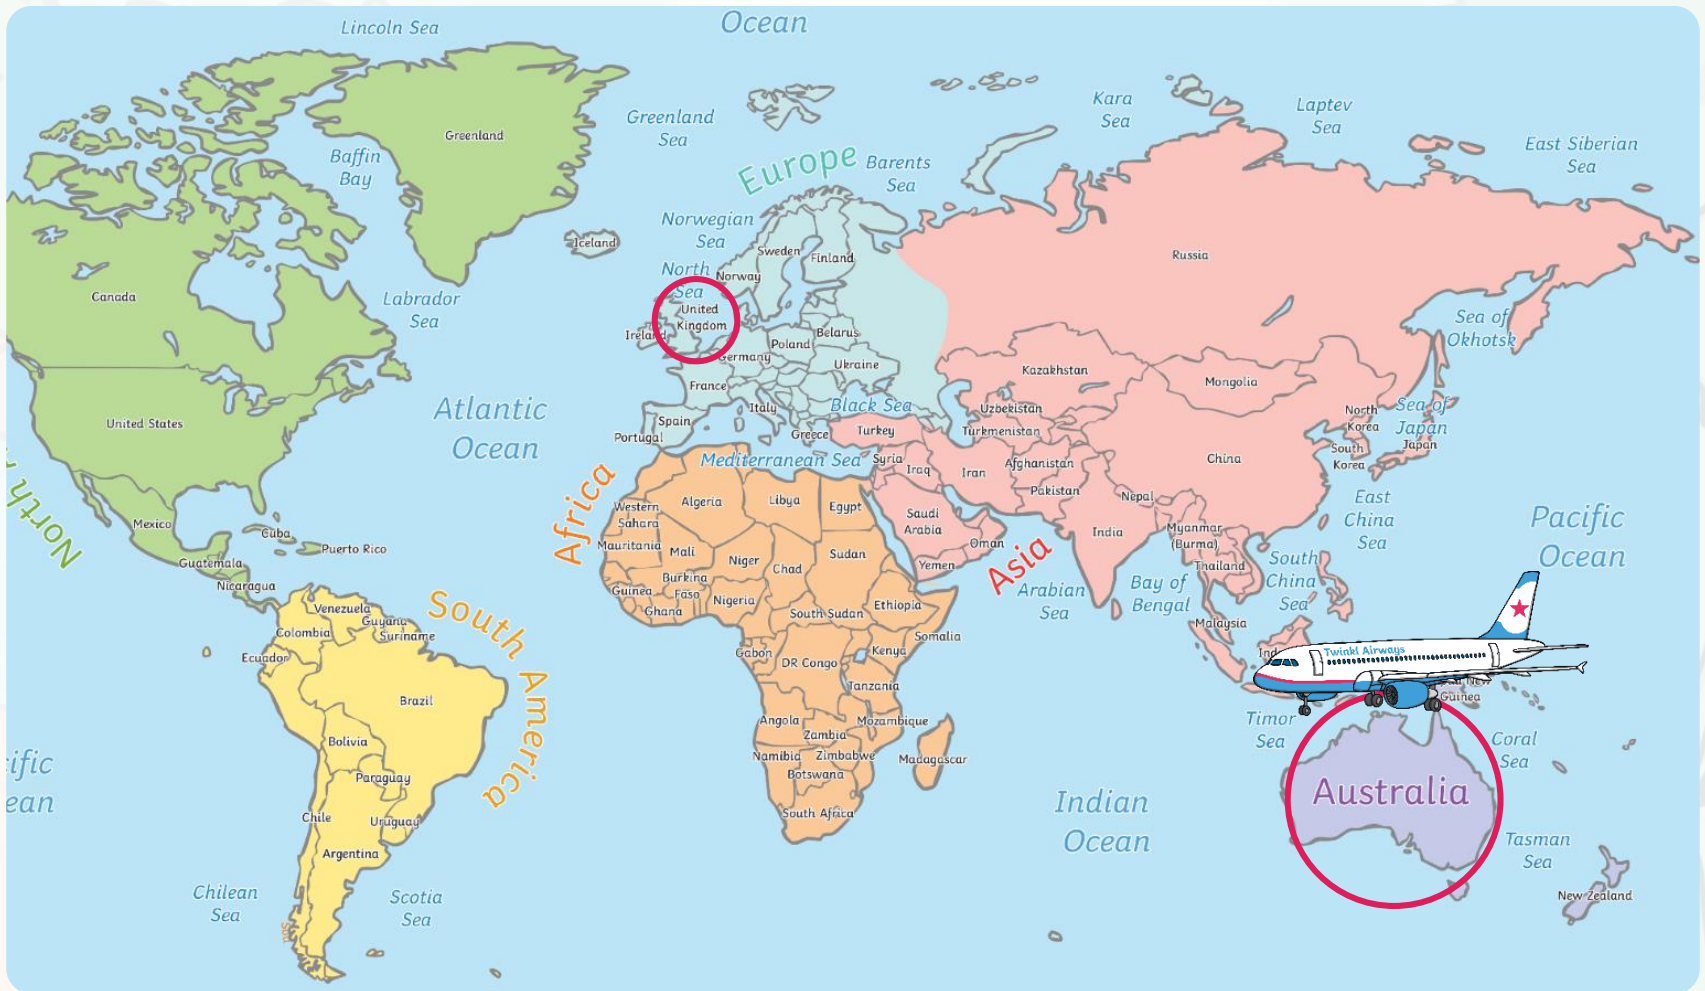 Lincoln Sea
Ocean
Greenland
Sea
Kara
Sea
Laptev
Sea
East Siberian
Sea
Greenland
Baffin
Bay
Europe
Barents
Sea
Norwegian
Sea
Iceland
Sweden
Finland
Norway
North
Sea
Russia
Canada
Labrador
Sea
United
Kingdom
Ireland
Belarus
Poland
Germany
Ukraine
France
Sea of
Okhotsk
Kazakhstan
Mongolia
United States
Atlantic
Ocean
Spain
Portugal
Italy
Greece
Black Sea
Turkey
Uzbekistan
Turkmenistan
North
Korea
South
Korea
Sea of
Japan
Japan
Mediterranean Sea
Syria
Iraq
Iran
Afghanistan
Pakistan
China
Nepal
India
Myanmar
(Burma)
Thailand
East
China
Sea
Pacific
Ocean
North
Mexico
Cuba
Puerto Rico
Guatemala
Nicaragua
Africa
Western
Sahara
Algeria
Libya
Egypt
Saudi
Arabia
Oman
Yemen
Asia
Arabian
Sea
Bay of
Bengal
South
China
Sea
Mauritania
Mali
Niger
Chad
Sudan
Guinea
Burkina
Faso
Ghana
Nigeria
South Sudan
Ethiopia
Somalia
Gabon
DR Congo
Kenya
Tanzania
Malaysia
Ind
Twinkl Airways
New
Guinea
South America
Venezuela
Guyana
Suriname
Colombia
Ecuador
Brazil
Bolivia
Paraguay
Chile
Uruguay
Argentina
Angola
Zambia
Mozambique
Namibia
Zimbabwe
Botswana
Madagascar
South Africa
Timor
Sea
Coral
Sea
Australia
Indian
Ocean
Tasman
Sea
New Zealand
ific
ean
Chilean
Sea
Scotia
Sea